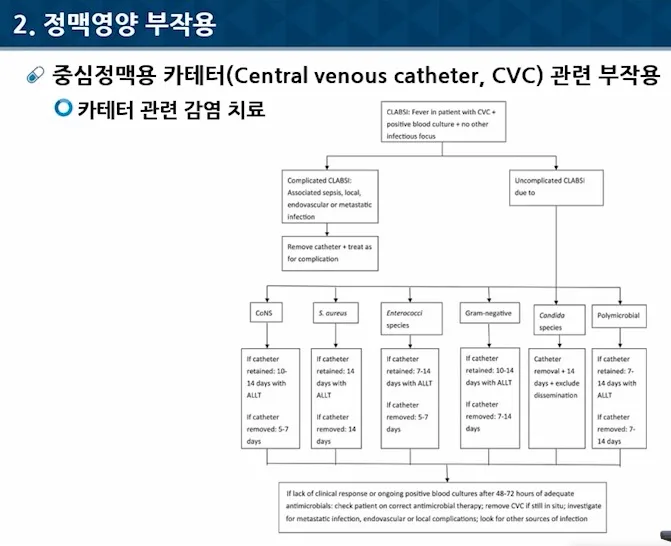 2. 정맥영양 부작용
중심정맥용 카테터(Central venous catheter, CVC) 관련 부작용
카테터 관련 감염 치료
CLABSI: Fever in patient with CVC +
positive blood culture + no other
infectious focus
Complicated CLABSI:
Associated sepsis, local,
endovascular or metastatic
infection
Uncomplicated CLABSI
due to
Remove catheter + treat as
for complication
CoNS
S. aureus
Enterococci
species
Gram-negative
Candida
species
Polymicrobial
If catheter
retained: 10-
14 days with
ALLT
If catheter
removed: 5-7
days
If catheter
retained: 14
days with
ALLT
If catheter
removed: 14
days
If catheter
retained: 7-14
days with
ALLT
If catheter
removed: 5-7
days
If catheter
retained: 10-14
days with ALLT
If catheter
removed: 7-14
days
Catheter
removal + 14
days + exclude
dissemination
If catheter
retained: 7-
14 days with
ALLT
If catheter
removed: 7-
14 days
If lack of clinical response or ongoing positive blood cultures after 48-72 hours of adequate
antimicrobials: check patient on correct antimicrobial therapy; remove CVC if still in situ; investigate
for metastatic infection, endovascular or local complications; look for other sources of infection